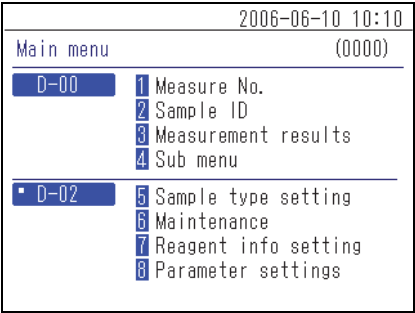 2006-06-10 10:10
Main menu (0000)
D-00 1 Measure No.
2 Sample ID
3 Measurement results
4 Sub menu
D-02 5 Sample type setting
6 Maintenance
7 Reagent info setting
8 Parameter settings